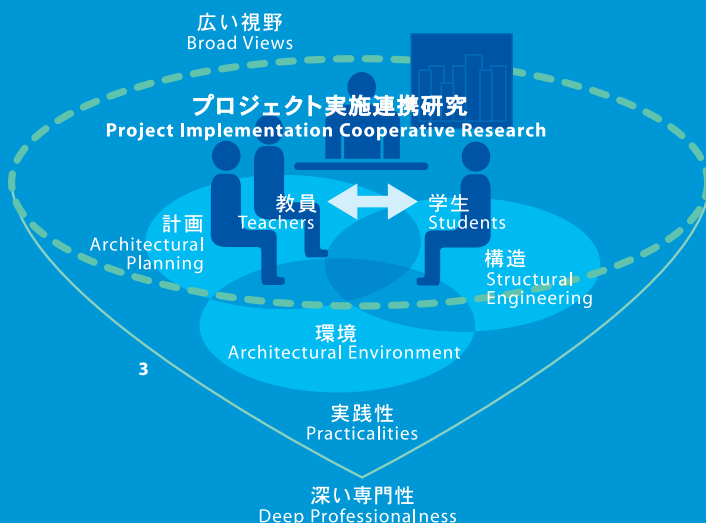 広い視野
Broad Views
プロジェクト実施連携研究
Project Implementation Cooperative Research
教員
Teachers
学生
Students
計画
Architectural
Planning
構造
Structural
Engineering
環境
Architectural Environment
3
実践性
Practicalities
深い専門性
Deep Professionalness